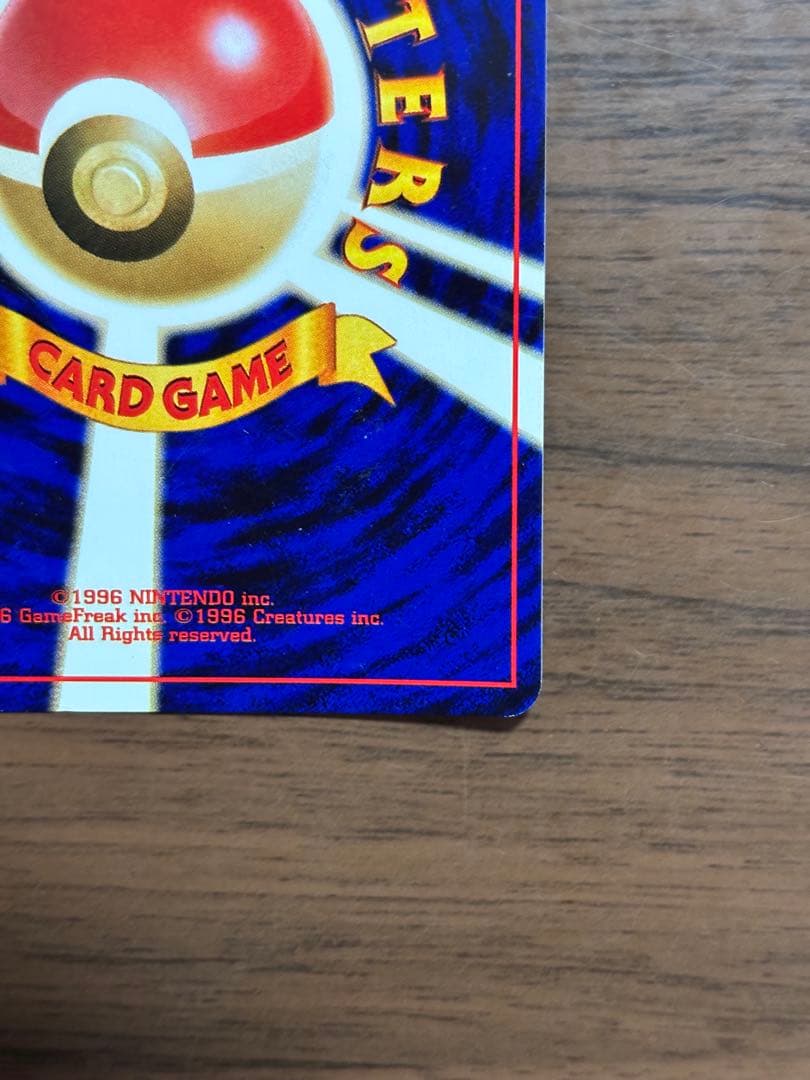 TERS
CARD GAME
©1996 NINTENDO inc.
6 GameFreak inc. ©1996 Creatures inc.
All Rights reserved.